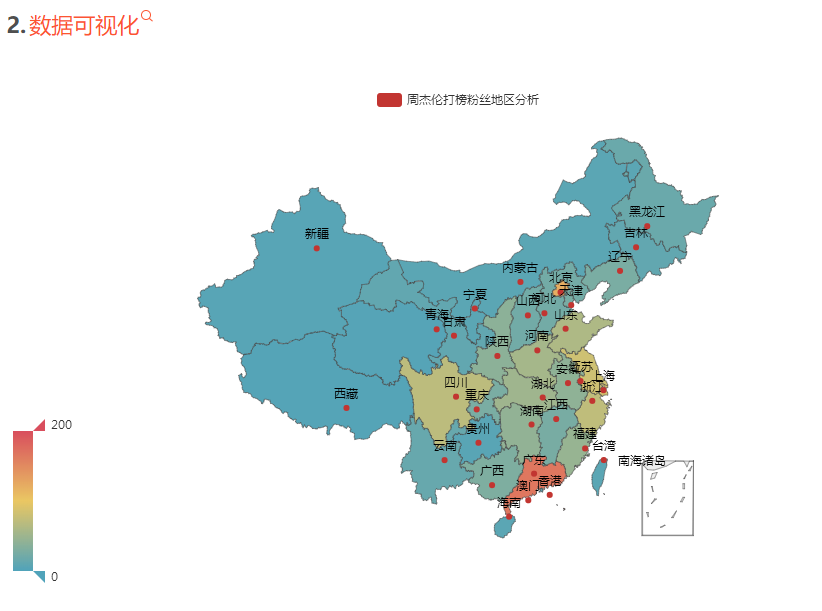 2. 数据可视化
周杰伦打榜粉丝地区分析
黑龙江
新疆
吉林
辽宁
内蒙古
北京
天津
宁夏
山西
河北
青海
甘肃
山东
陕西
河南
安徽
江苏
上海
四川
重庆
湖北
浙江
西藏
湖南
江西
贵州
福建
云南
台湾
广东
南海诸岛
广西
澳门
香港
海南
200
0